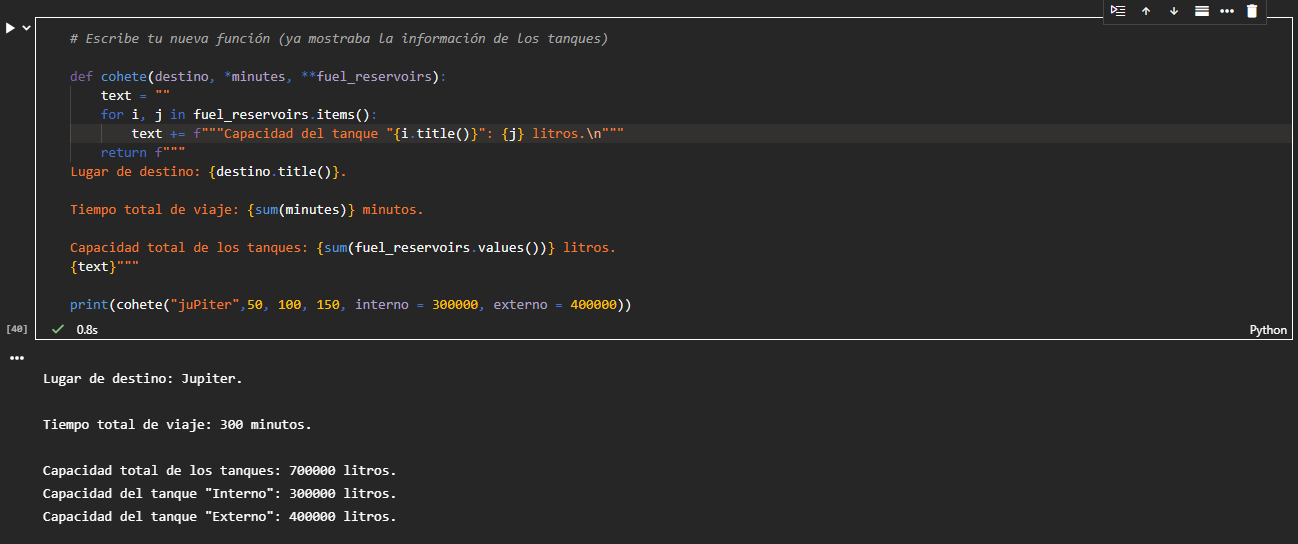 # Escribe tu nueva función (ya mostraba la información de los tanques)
def cohete(destino, *minutes, **fuel_reservoirs):
text = ""
for i, j in fuel_reservoirs.items():
text += f"""Capacidad del tanque "{i.title()}": {j} litros.\n"""
return f"""
Lugar de destino: {destino.title()}.
Tiempo total de viaje: {sum(minutes)} minutos.
Capacidad total de los tanques: {sum(fuel_reservoirs.values())} litros.
{text}"""
print(cohete("juPiter",50, 100, 150, interno = 300000, externo = 400000))
[40] 0.8s Python
Lugar de destino: Jupiter.
Tiempo total de viaje: 300 minutos.
Capacidad total de los tanques: 700000 litros.
Capacidad del tanque "Interno": 300000 litros.
Capacidad del tanque "Externo": 400000 litros.